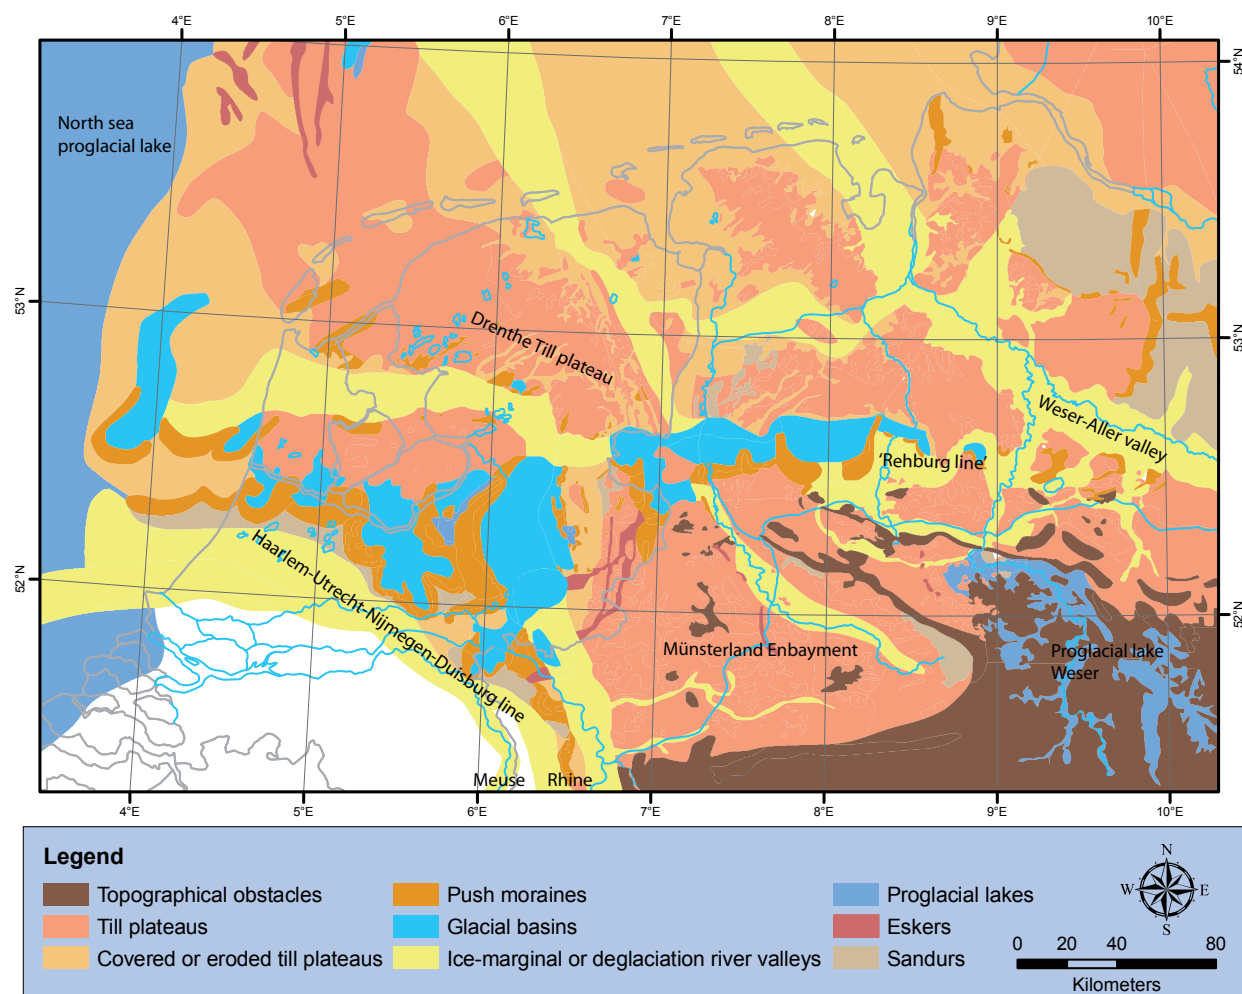 4°E 5°E 6°E 7°E 8°E 9°E 10°E
54°N
54°N
North sea
proglacial lake
53°N
53°N
Drenthe Till plateau
Weser-Aller valley
'Rehburg line'
Haarlem-Utrecht-Nijmegen-Duisburg line
52°N
52°N
Münsterland Enbayment
Proglacial lake
Weser
Meuse Rhine
4°E 5°E 6°E 7°E 8°E 9°E 10°E
Legend
Topographical obstacles
Till plateaus
Covered or eroded till plateaus
Push moraines
Glacial basins
Ice-marginal or deglaciation river valleys
Proglacial lakes
Eskers
Sandurs
N
W E
S
0 20 40 80
Kilometers